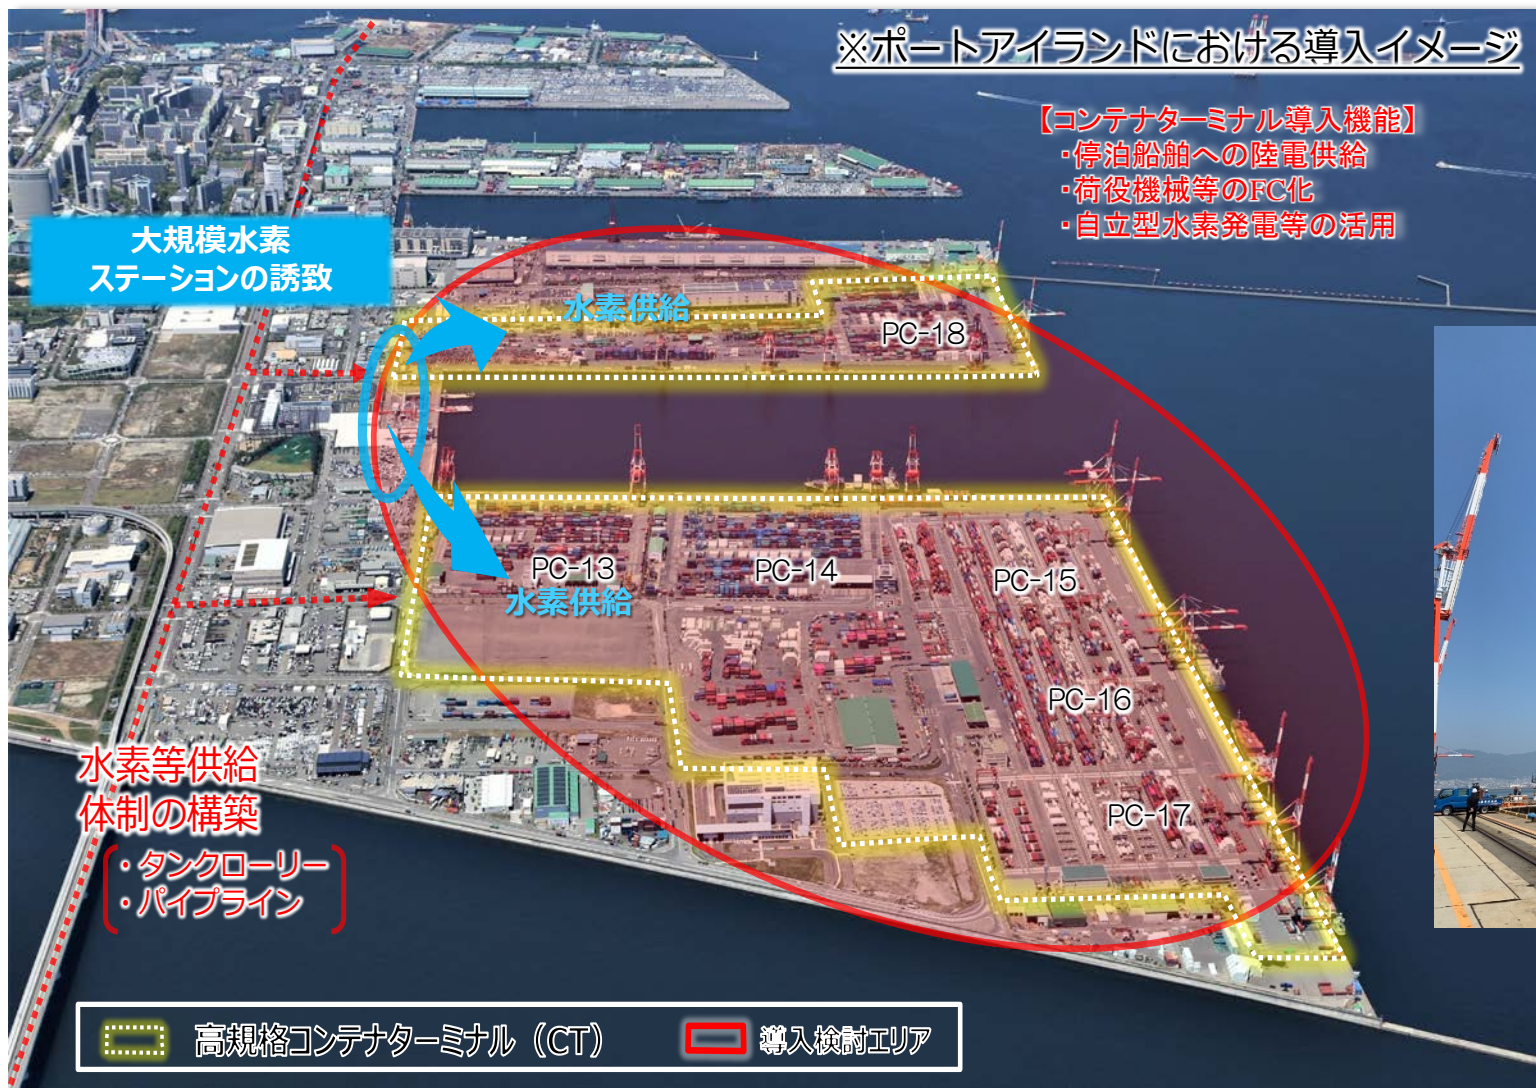 ※ポートアイランドにおける導入イメージ
【コンテナターミナル導入機能】
・停泊船舶への陸電供給
・荷役機械等のFC化
・自立型水素発電等の活用
大規模水素
ステーションの誘致
水素供給
PC-18
PC-13
水素供給
PC-14
PC-15
PC-16
PC-17
水素等供給
体制の構築
・タンクローリー
・パイプライン
高規格コンテナターミナル（CT）
導入検討エリア